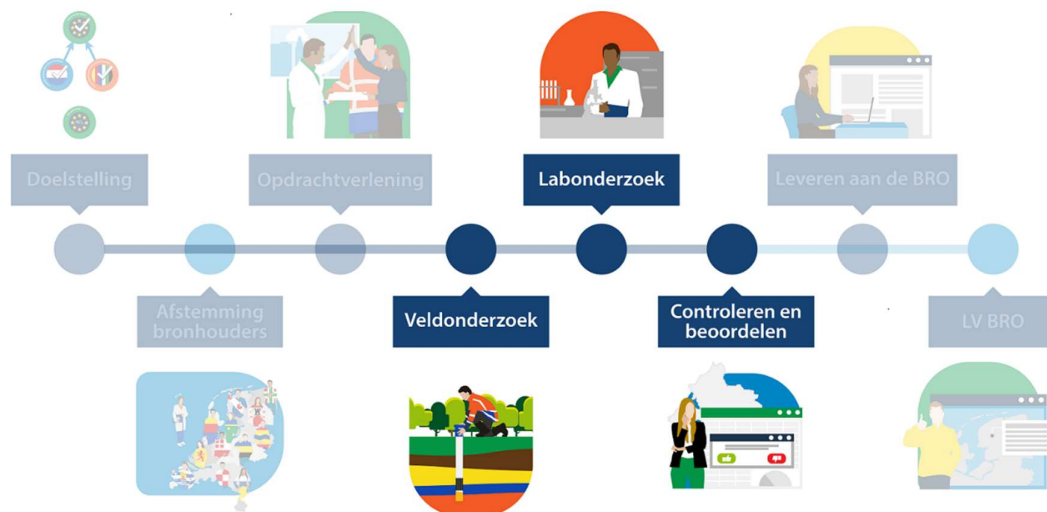 Doelstelling
Opdrachtverlening
Labonderzoek
Leveren aan de BRO
Afstemming
bronhouders
Veldonderzoek
Controleren en
beoordelen
LV BRO